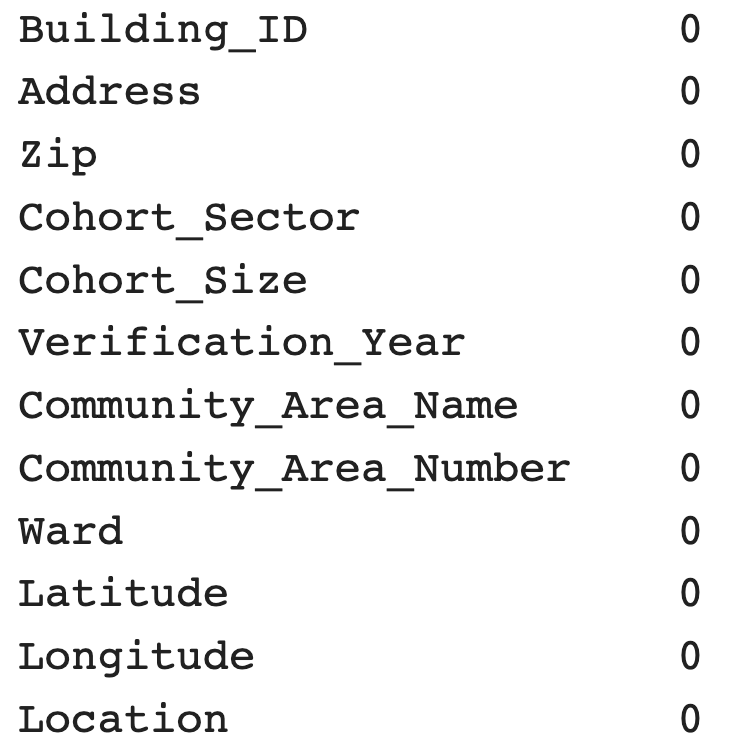 Building_ID 0
Address 0
Zip 0
Cohort_Sector 0
Cohort_Size 0
Verification_Year 0
Community_Area_Name 0
Community_Area_Number 0
Ward 0
Latitude 0
Longitude 0
Location 0